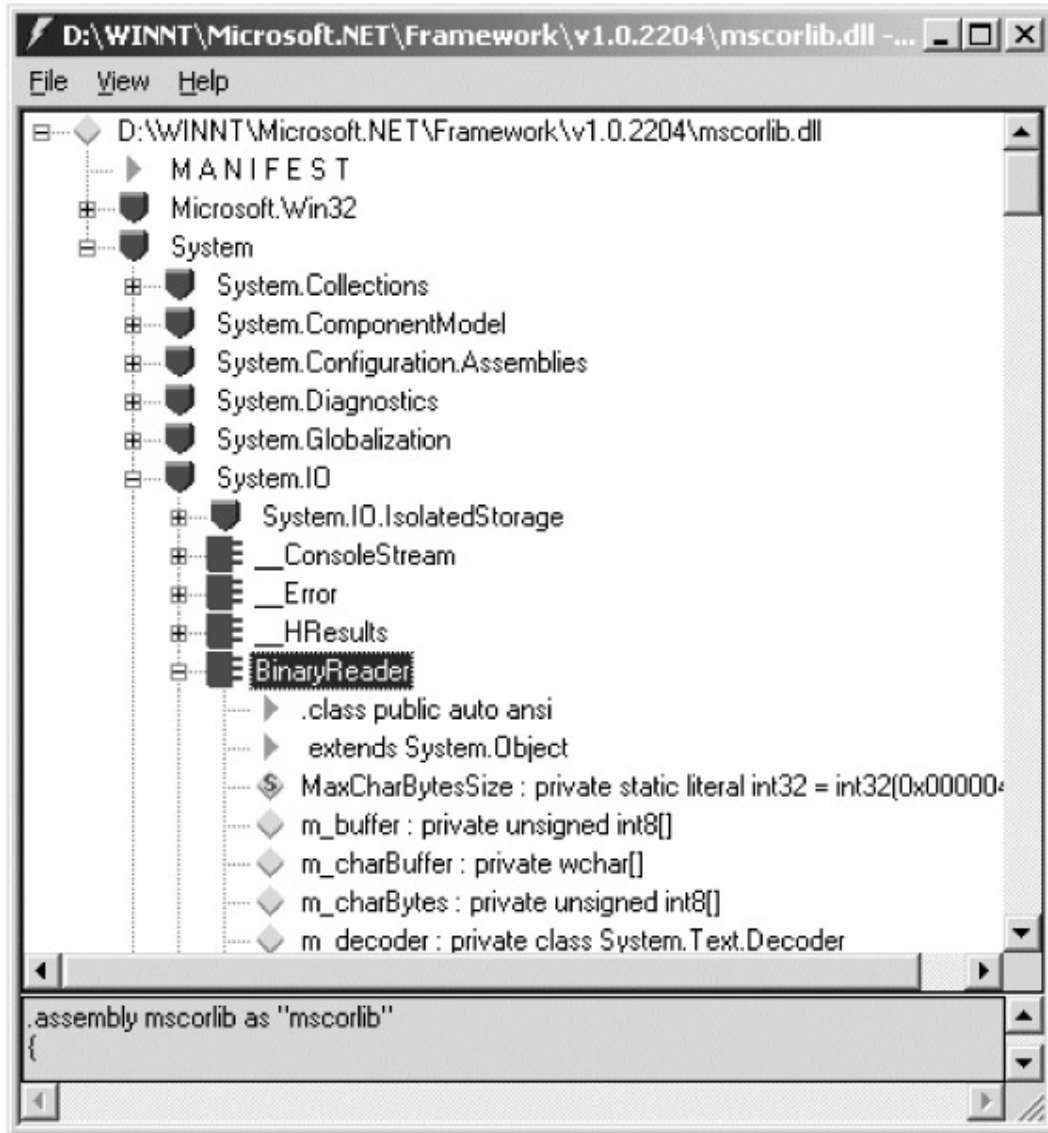 D:\WINNT\Microsoft.NET\Framework\v1.0.2204\mscorlib.dll -...
File View Help
D:\WINNT\Microsoft.NET\Framework\v1.0.2204\mscorlib.dll
M A N I F E S T
Microsoft.Win32
System
System.Collections
System.ComponentModel
System.Configuration.Assemblies
System.Diagnostics
System.Globalization
System.IO
System.IO.IsolatedStorage
__ConsoleStream
__Error
__HResults
BinaryReader
.class public auto ansi
extends System.Object
S MaxCharBytesSize : private static literal int32 = int32(0x000004
m_buffer : private unsigned int8[]
m_charBuffer : private wchar[]
m_charBytes : private unsigned int8[]
m_decoder : private class System.Text.Decoder
.assembly mscorlib as "mscorlib"
{